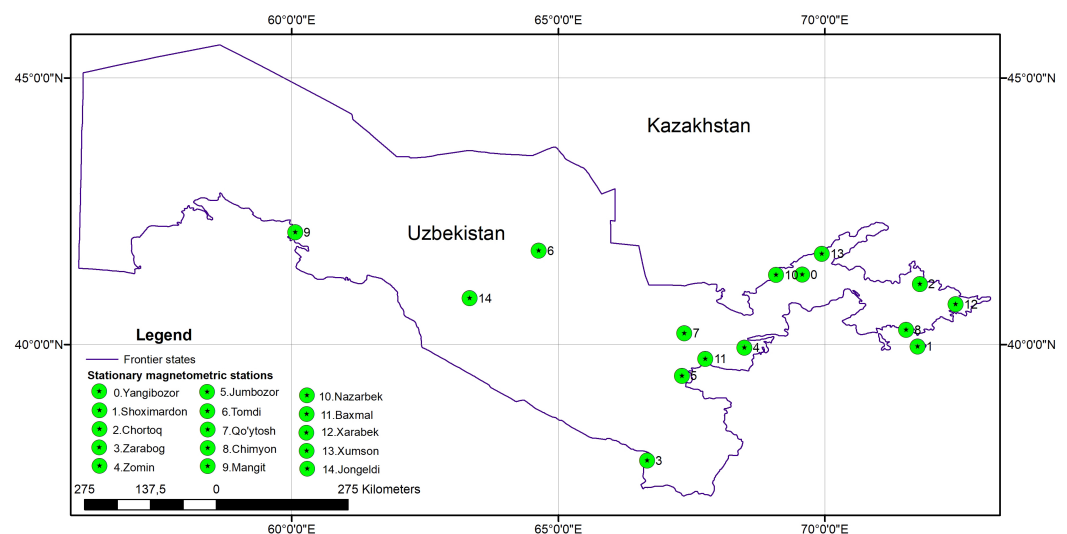 60°0'0"E 65°0'0"E 70°0'0"E
45°0'0"N 45°0'0"N
Kazakhstan
Uzbekistan
9
6
13
10 0
2
14
12
7
8
40°0'0"N 4 1 40°0'0"N
11
5
3
Legend
Frontier states
Stationary magnetometric stations
0.Yangibozor 5.Jumbozor 10.Nazarbek
1.Shoximardon 6.Tomdi 11.Baxmal
2.Chortoq 7.Qo'ytosh 12.Xarabek
3.Zarabog 8.Chimyon 13.Xumson
4.Zomin 9.Mangit 14.Jongeldi
275 137,5 0 275 Kilometers
60°0'0"E 65°0'0"E 70°0'0"E